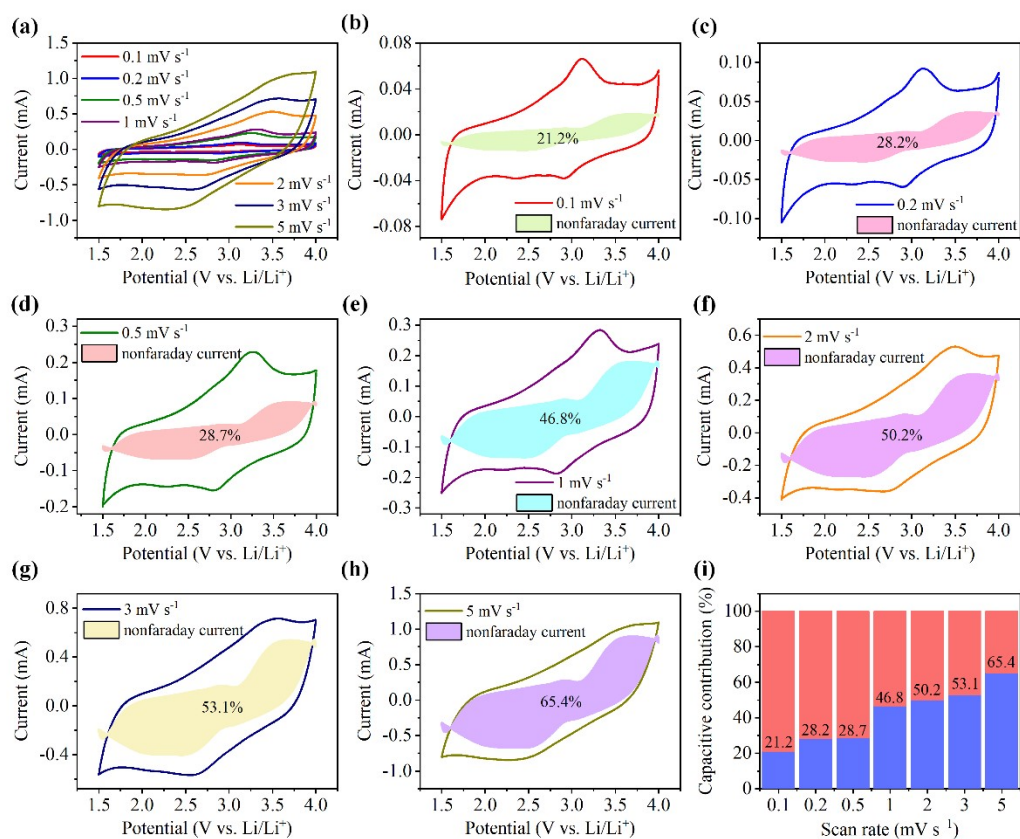 (a)
1.5
1.0
0.5
0.0
-0.5
-1.0
Current (mA)
0.1 mV s⁻¹
0.2 mV s⁻¹
0.5 mV s⁻¹
1 mV s⁻¹
2 mV s⁻¹
3 mV s⁻¹
5 mV s⁻¹
1.5 2.0 2.5 3.0 3.5 4.0
Potential (V vs. Li/Li⁺)
(b)
0.08
0.04
0.00
-0.04
-0.08
Current (mA)
21.2%
0.1 mV s⁻¹
nonfaraday current
1.5 2.0 2.5 3.0 3.5 4.0
Potential (V vs. Li/Li⁺)
(c)
0.10
0.05
0.00
-0.05
-0.10
Current (mA)
28.2%
0.2 mV s⁻¹
nonfaraday current
1.5 2.0 2.5 3.0 3.5 4.0
Potential (V vs. Li/Li⁺)
(d)
0.3
0.2
0.1
0.0
-0.1
-0.2
Current (mA)
0.5 mV s⁻¹
nonfaraday current
28.7%
1.5 2.0 2.5 3.0 3.5 4.0
Potential (V vs. Li/Li⁺)
(e)
0.3
0.2
0.1
0.0
-0.1
-0.2
-0.3
Current (mA)
46.8%
1 mV s⁻¹
nonfaraday current
1.5 2.0 2.5 3.0 3.5 4.0
Potential (V vs. Li/Li⁺)
(f)
0.6
0.4
0.2
0.0
-0.2
-0.4
Current (mA)
2 mV s⁻¹
nonfaraday current
50.2%
1.5 2.0 2.5 3.0 3.5 4.0
Potential (V vs. Li/Li⁺)
(g)
0.8
0.4
0.0
-0.4
Current (mA)
3 mV s⁻¹
nonfaraday current
53.1%
1.5 2.0 2.5 3.0 3.5 4.0
Potential (V vs. Li/Li⁺)
(h)
1.5
1.0
0.5
0.0
-0.5
-1.0
Current (mA)
5 mV s⁻¹
nonfaraday current
65.4%
1.5 2.0 2.5 3.0 3.5 4.0
Potential (V vs. Li/Li⁺)
(i)
100
80
60
40
20
0
Capacitive contribution (%)
21.2 28.2 28.7 46.8 50.2 53.1 65.4
0.1 0.2 0.5 1 2 3 5
Scan rate (mV s⁻¹)